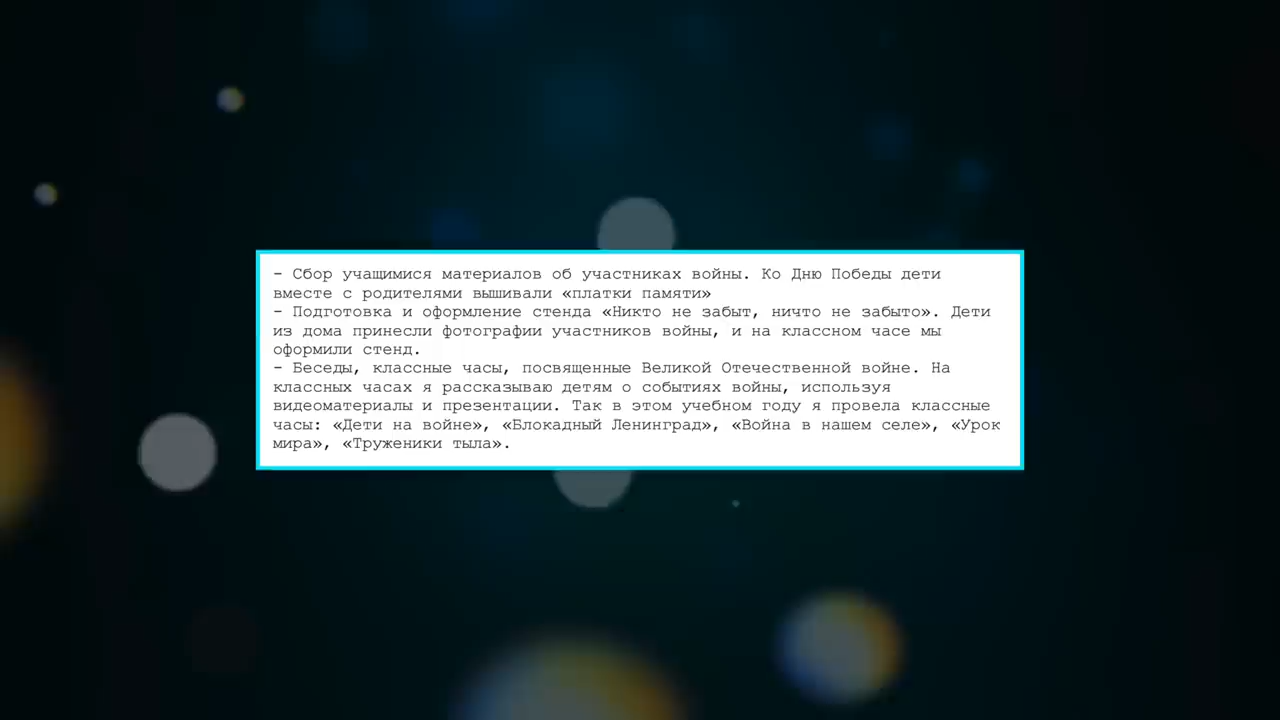 - Сбор учащимися материалов об участниках войны. Ко Дню Победы дети
вместе с родителями вышивали «платки памяти»
- Подготовка и оформление стенда «Никто не забыт, ничто не забыто». Дети
из дома принесли фотографии участников войны, и на классном часе мы
оформили стенд.
- Беседы, классные часы, посвященные Великой Отечественной войне. На
классных часах я рассказываю детям о событиях войны, используя
видеоматериалы и презентации. Так в этом учебном году я провела классные
часы: «Дети на войне», «Блокадный Ленинград», «Война в нашем селе», «Урок
мира», «Труженики тыла».